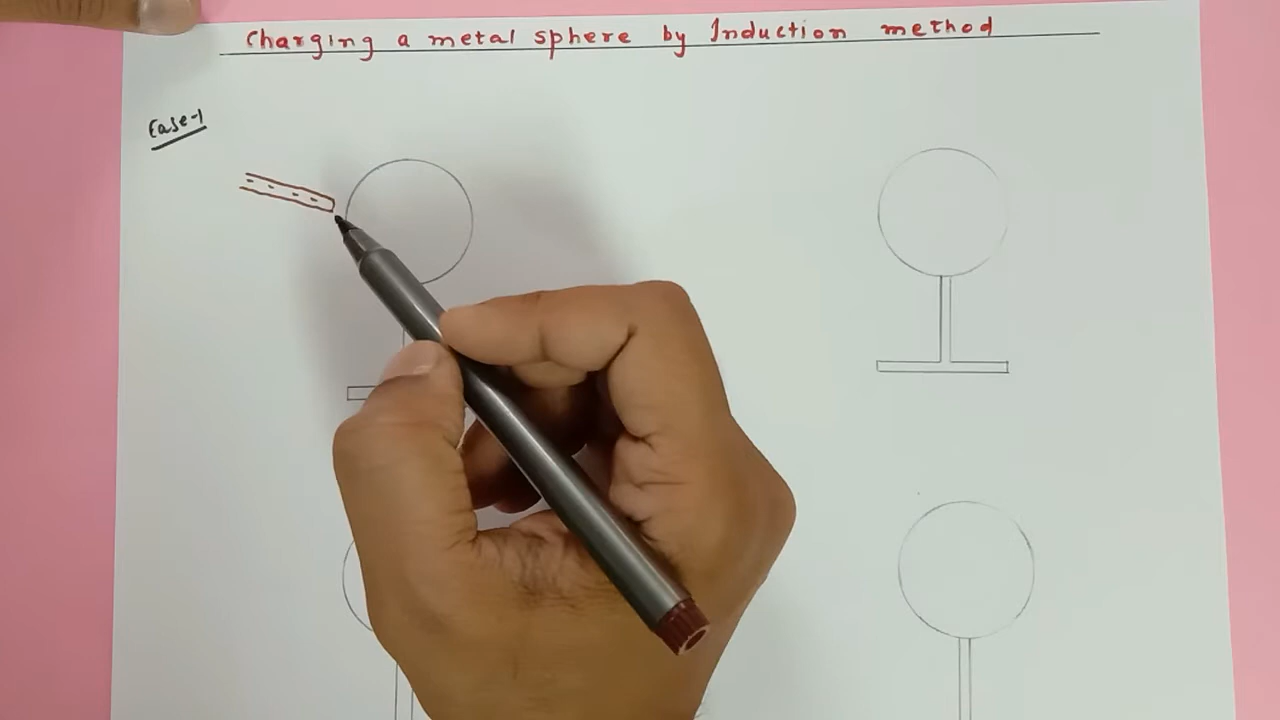 Charging a metal sphere by Induction method
Case-1
- - - -